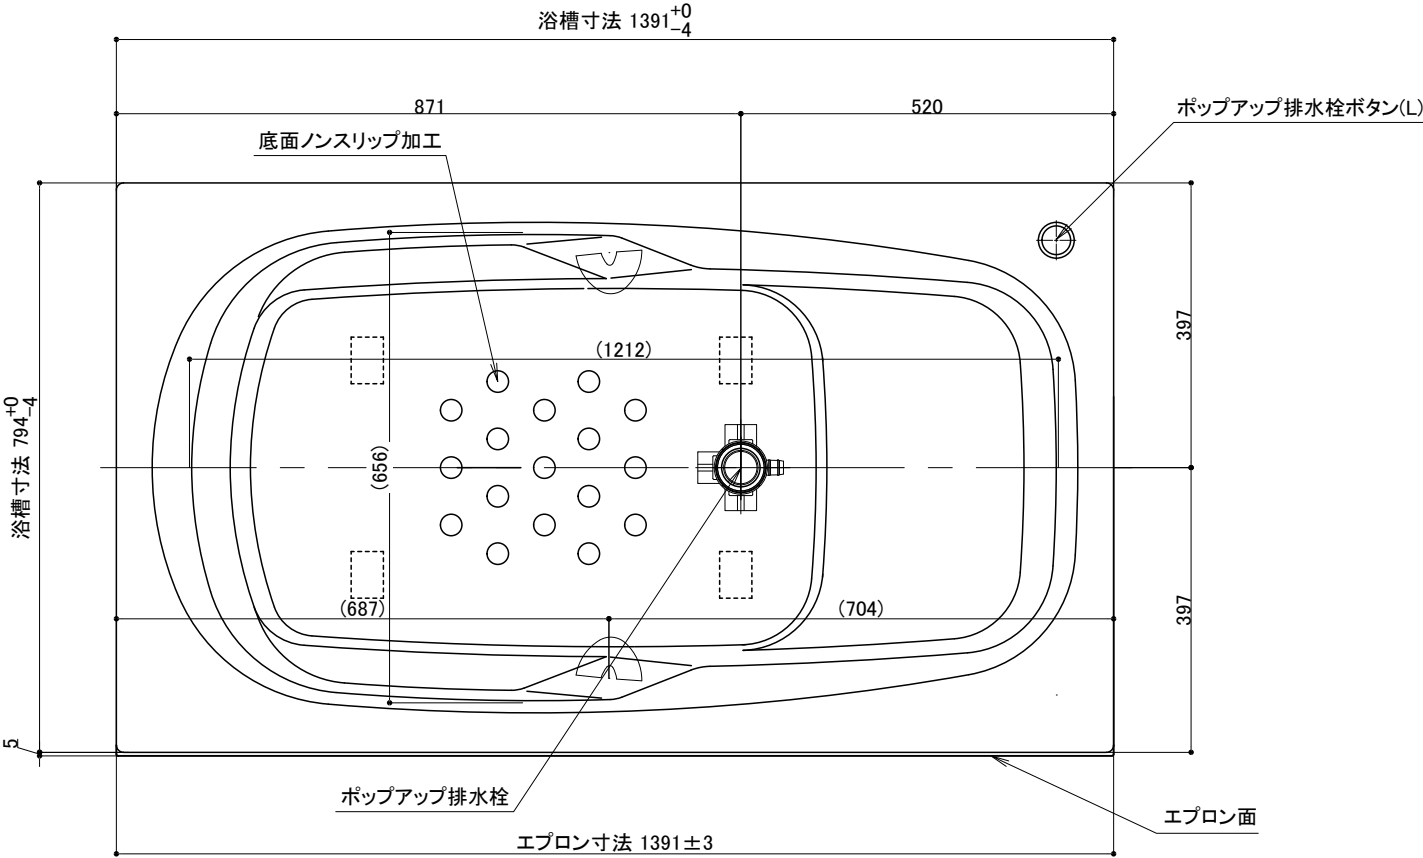 浴槽寸法 1391+0
-4
871
520
ポップアップ排水栓ボタン(L)
底面ノンスリップ加工
(1212)
397
浴槽寸法 794+0
-4
(656)
(687)
(704)
397
5
ポップアップ排水栓
エプロン面
エプロン寸法 1391±3